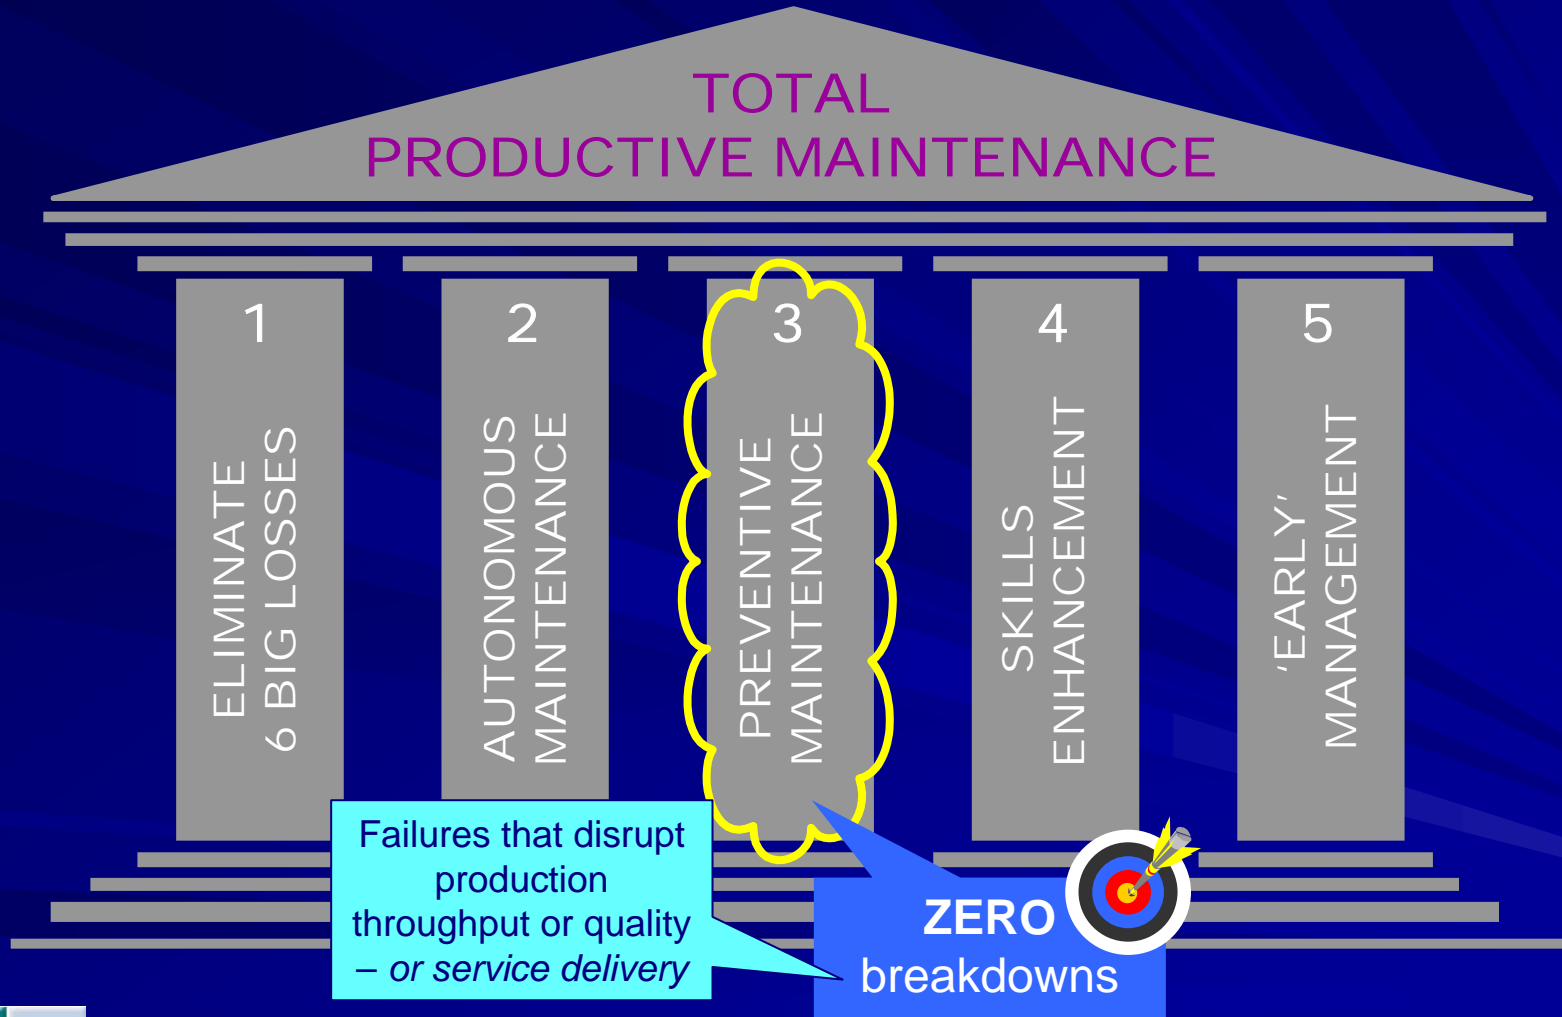 TOTAL
PRODUCTIVE MAINTENANCE
1
ELIMINATE
6 BIG LOSSES
2
AUTONOMOUS
MAINTENANCE
3
PREVENTIVE
MAINTENANCE
4
SKILLS
ENHANCEMENT
5
‘EARLY’
MANAGEMENT
Failures that disrupt
production
throughput or quality
– or service delivery
ZERO
breakdowns